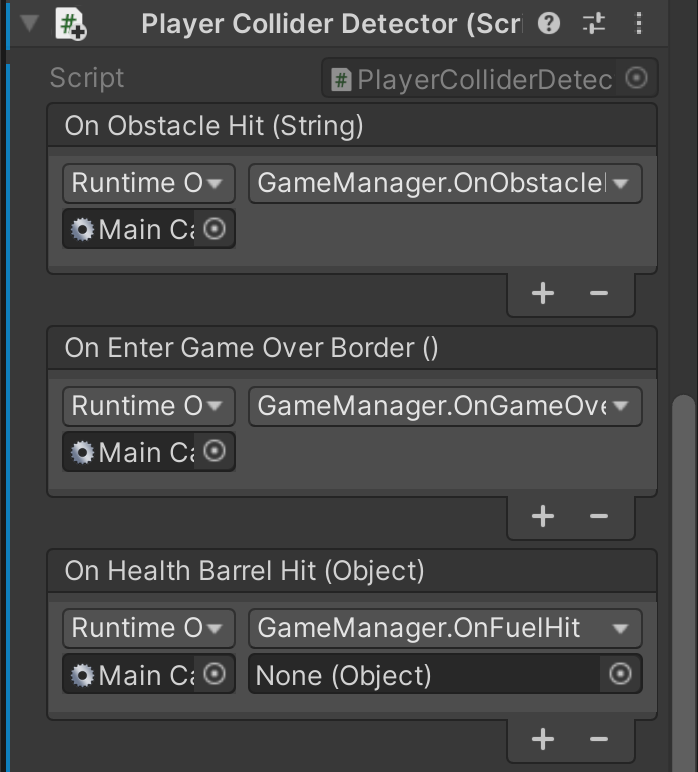 Player Collider Detector (Scr
Script
PlayerColliderDetec
On Obstacle Hit (String)
Runtime O
GameManager.OnObstacle
Main Ca
On Enter Game Over Border ()
Runtime O
GameManager.OnGameOve
Main Ca
On Health Barrel Hit (Object)
Runtime O
GameManager.OnFuelHit
Main Ca
None (Object)